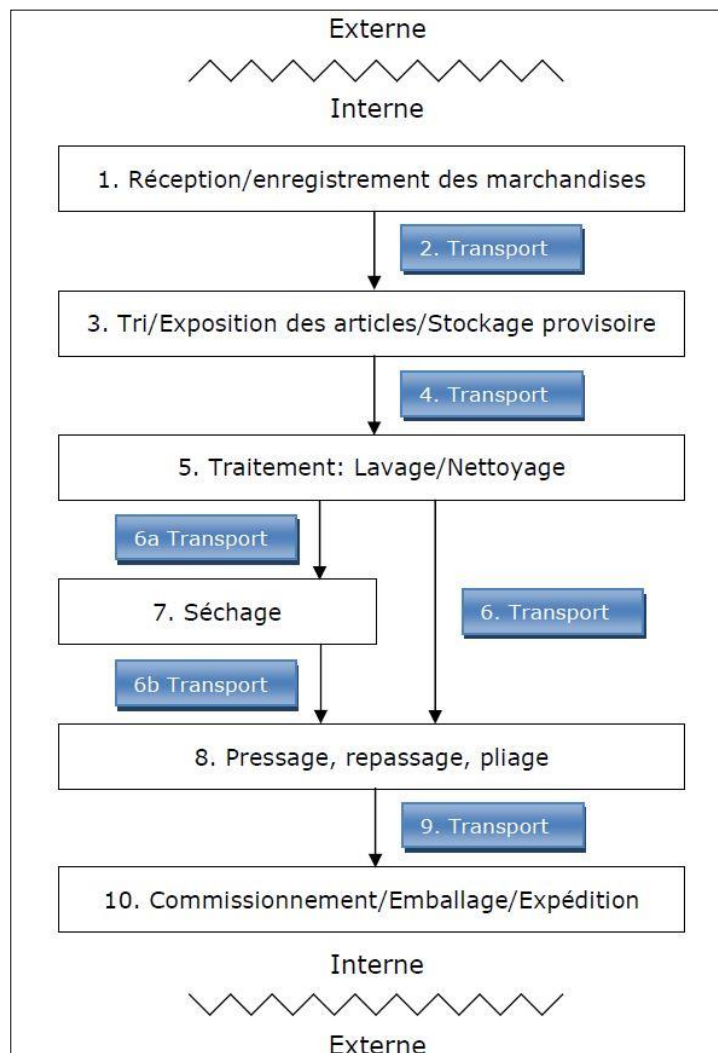 Externe
Interne
1. Réception/enregistrement des marchandises
2. Transport
3. Tri/Exposition des articles/Stockage provisoire
4. Transport
5. Traitement: Lavage/Nettoyage
6a Transport
7. Séchage
6. Transport
6b Transport
8. Pressage, repassage, pliage
9. Transport
10. Commissionnement/Emballage/Expédition
Interne
Externe